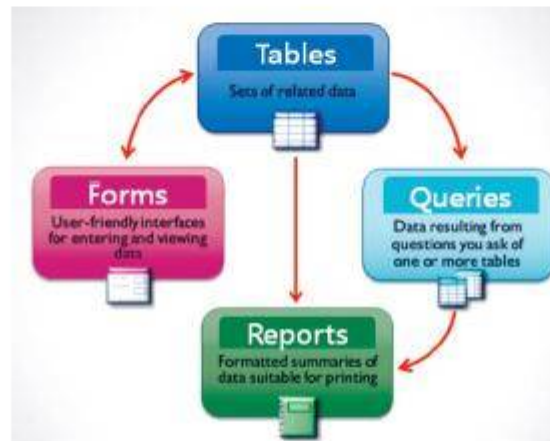 Tables
Sets of related data
Forms
User-friendly interfaces
for entering and viewing
data
Queries
Data resulting from
questions you ask of
one or more tables
Reports
Formatted summaries of
data suitable for printing